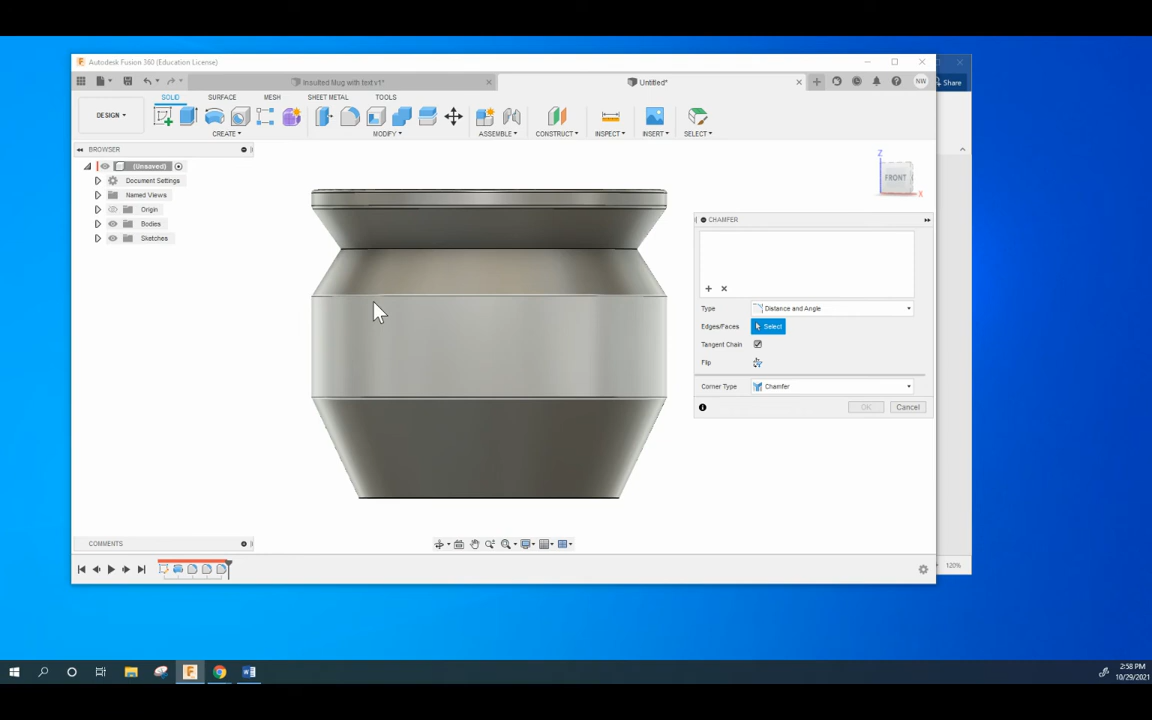 Autodesk Fusion 360 (Education License)
Insulted Mug with text v1*
Untitled*
NW
Share
SOLID SURFACE MESH SHEET METAL TOOLS
DESIGN
CREATE MODIFY ASSEMBLE CONSTRUCT INSPECT INSERT SELECT
BROWSER
(Unsaved)
Document Settings
Named Views
Origin
Bodies
Sketches
Z
FRONT
X
CHAMFER
Type Distance and Angle
Edges/Faces Select
Tangent Chain
Flip
Corner Type Chamfer
OK Cancel
COMMENTS
120%
2:58 PM
10/29/2021